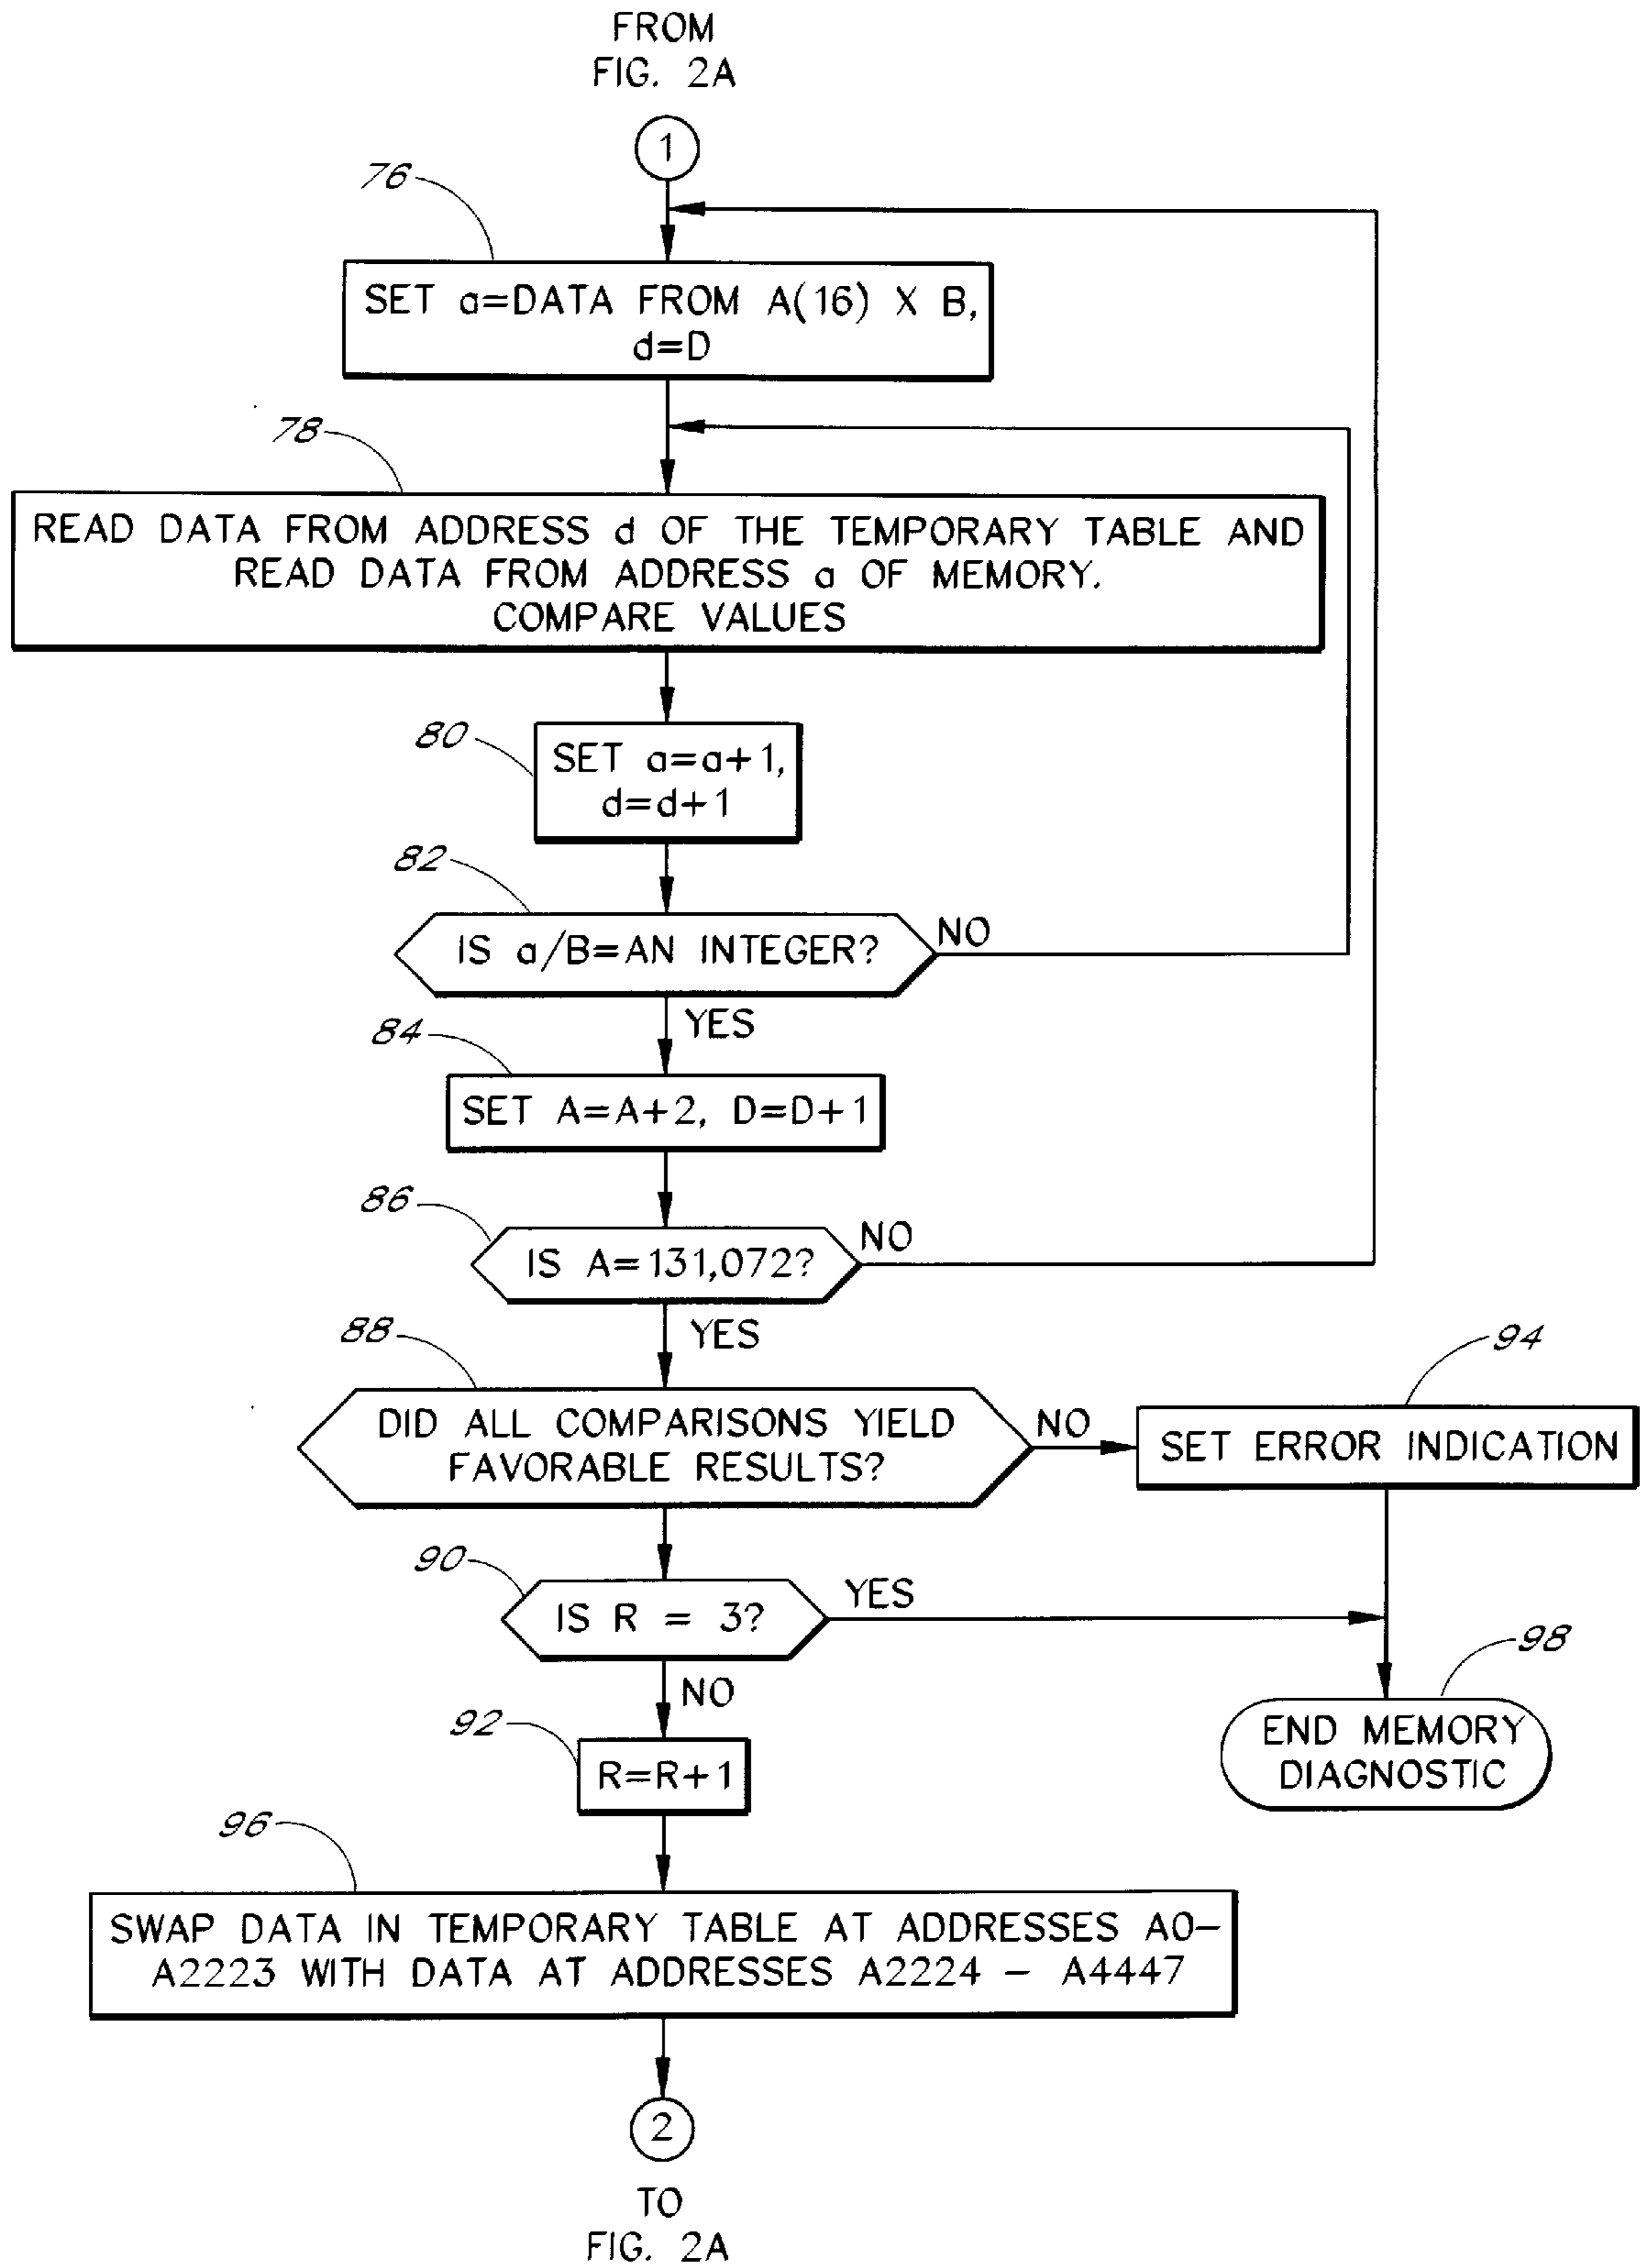 FROM
FIG. 2A
1
76
SET a=DATA FROM A(16) X B,
d=D
78
READ DATA FROM ADDRESS d OF THE TEMPORARY TABLE AND
READ DATA FROM ADDRESS a OF MEMORY.
COMPARE VALUES
80
SET a=a+1,
d=d+1
82
IS a/B=AN INTEGER?
NO
YES
84
SET A=A+2, D=D+1
86
IS A=131,072?
NO
YES
88
DID ALL COMPARISONS YIELD
FAVORABLE RESULTS?
NO
94
SET ERROR INDICATION
90
IS R = 3?
YES
NO
98
END MEMORY
DIAGNOSTIC
92
R=R+1
96
SWAP DATA IN TEMPORARY TABLE AT ADDRESSES A0-
A2223 WITH DATA AT ADDRESSES A2224 - A4447
2
TO
FIG. 2A